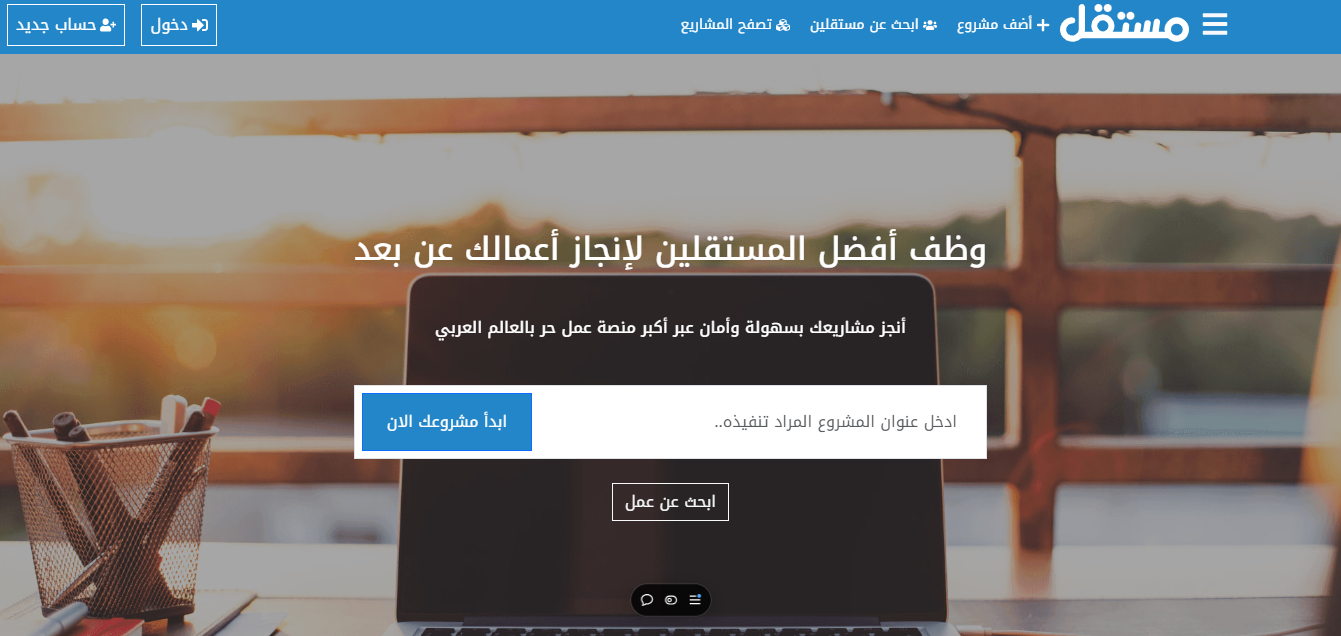 مستقل
أضف مشروع
ابحث عن مستقلين
تصفح المشاريع
دخول
حساب جديد
وظف أفضل المستقلين لإنجاز أعمالك عن بعد
أنجز مشاريعك بسهولة وأمان عبر أكبر منصة عمل حر بالعالم العربي
ادخل عنوان المشروع المراد تنفيذه..
ابدأ مشروعك الان
ابحث عن عمل